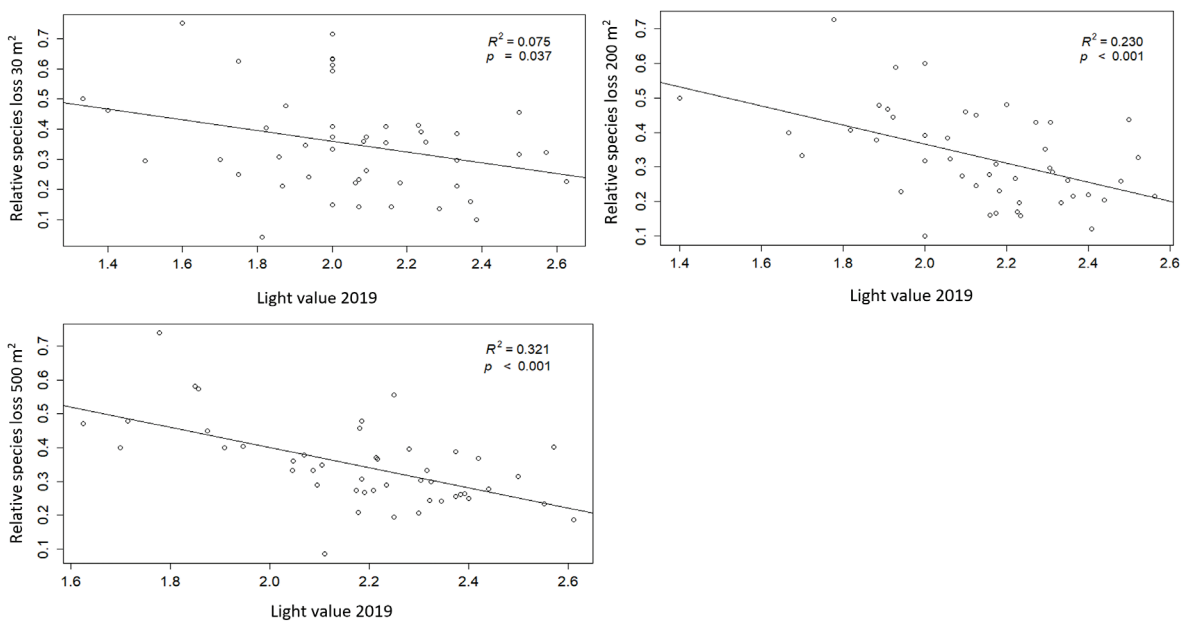 Relative species loss 30 m²
0.7
0.6
0.5
0.4
0.3
0.2
0.1
R² = 0.075
p = 0.037
1.4 1.6 1.8 2.0 2.2 2.4 2.6
Light value 2019
Relative species loss 200 m²
0.7
0.6
0.5
0.4
0.3
0.2
0.1
R² = 0.230
p < 0.001
1.4 1.6 1.8 2.0 2.2 2.4 2.6
Light value 2019
Relative species loss 500 m²
0.7
0.6
0.5
0.4
0.3
0.2
0.1
R² = 0.321
p < 0.001
1.6 1.8 2.0 2.2 2.4 2.6
Light value 2019